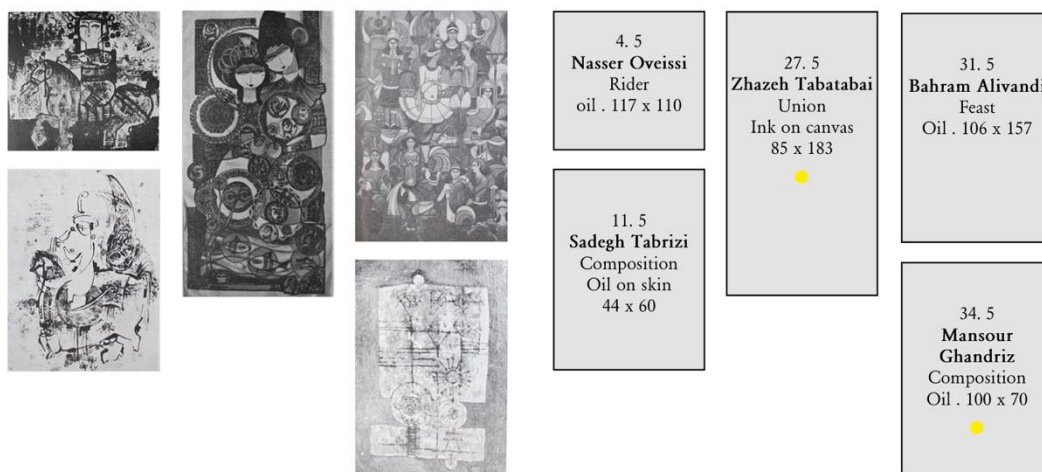 4. 5
Nasser Oveissi
Rider
oil . 117 x 110
11. 5
Sadegh Tabrizi
Composition
Oil on skin
44 x 60
27. 5
Zhazeh Tabatabai
Union
Ink on canvas
85 x 183
31. 5
Bahram Alivandi
Feast
Oil . 106 x 157
34. 5
Mansour
Ghandriz
Composition
Oil . 100 x 70